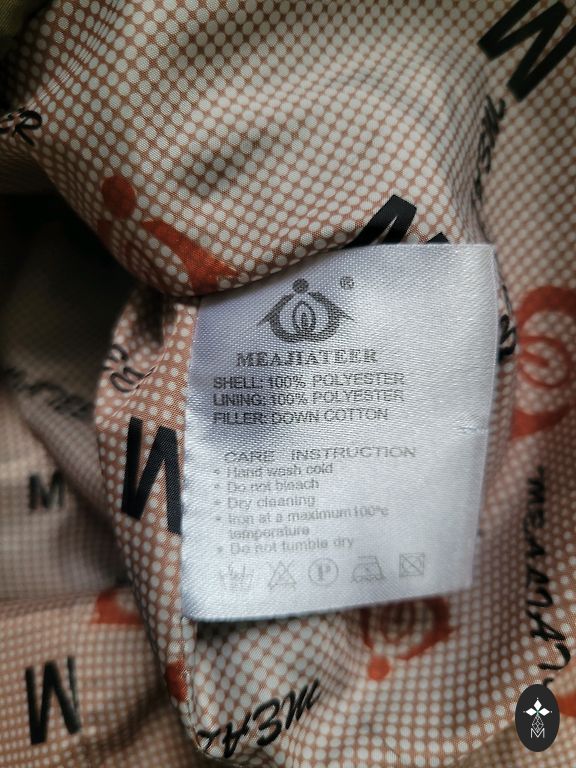 M
M
®
MEAJIATEER
SHELL: 100% POLYESTER
LINING: 100% POLYESTER
FILLER: DOWN COTTON
CARE INSTRUCTION
• Hand wash cold
• Do not bleach
• Dry cleaning
• Iron at a maximum100°c
temperature
• Do not tumble dry
P
M
M
M
M